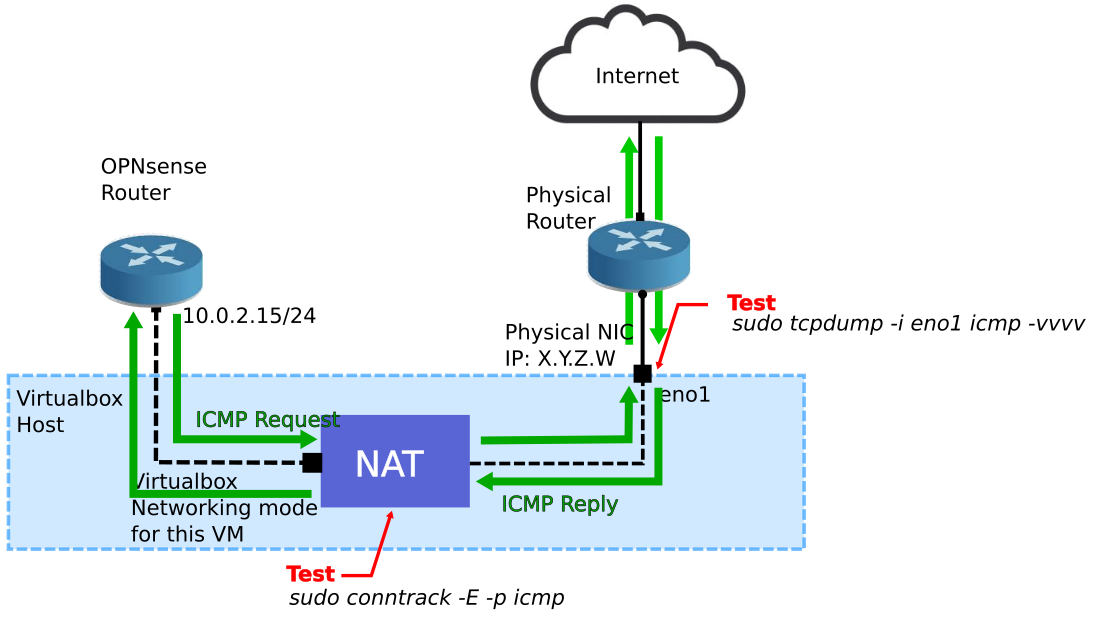 Internet
OPNsense
Router
Physical
Router
10.0.2.15/24
Test
sudo tcpdump -i eno1 icmp -vvvv
Physical NIC
IP: X.Y.Z.W
Virtualbox
Host
eno1
ICMP Request
NAT
Virtualbox
Networking mode
for this VM
ICMP Reply
Test
sudo conntrack -E -p icmp